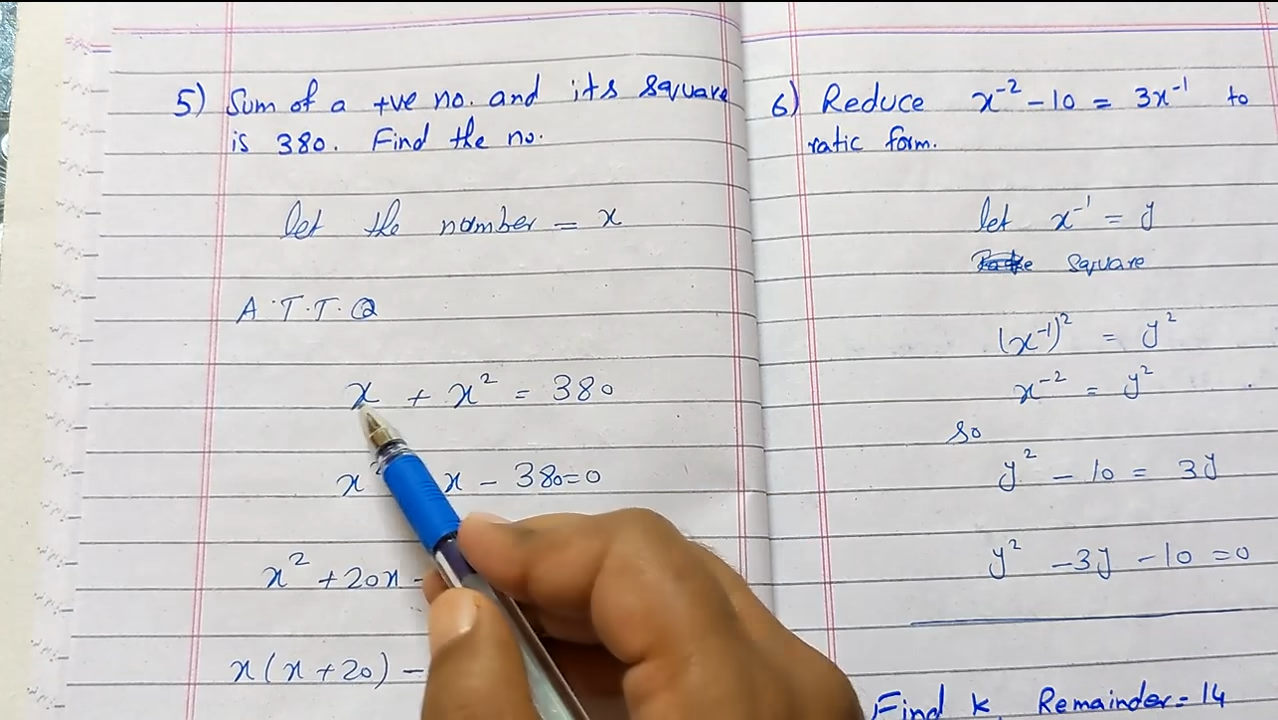 5) Sum of a +ve no. and its square
is 380. Find the no.
let the number = x
A.T.T.Q
x + x² = 380
x² x - 380=0
x² +20x -
x(x+20) -
6) Reduce x⁻² - 10 = 3x⁻¹ to
ratic form.
let x⁻¹ = y
square
(x⁻¹)² = y²
x⁻² = y²
so
y² - 10 = 3y
y² - 3y - 10 = 0
Find k, Remainder = 14